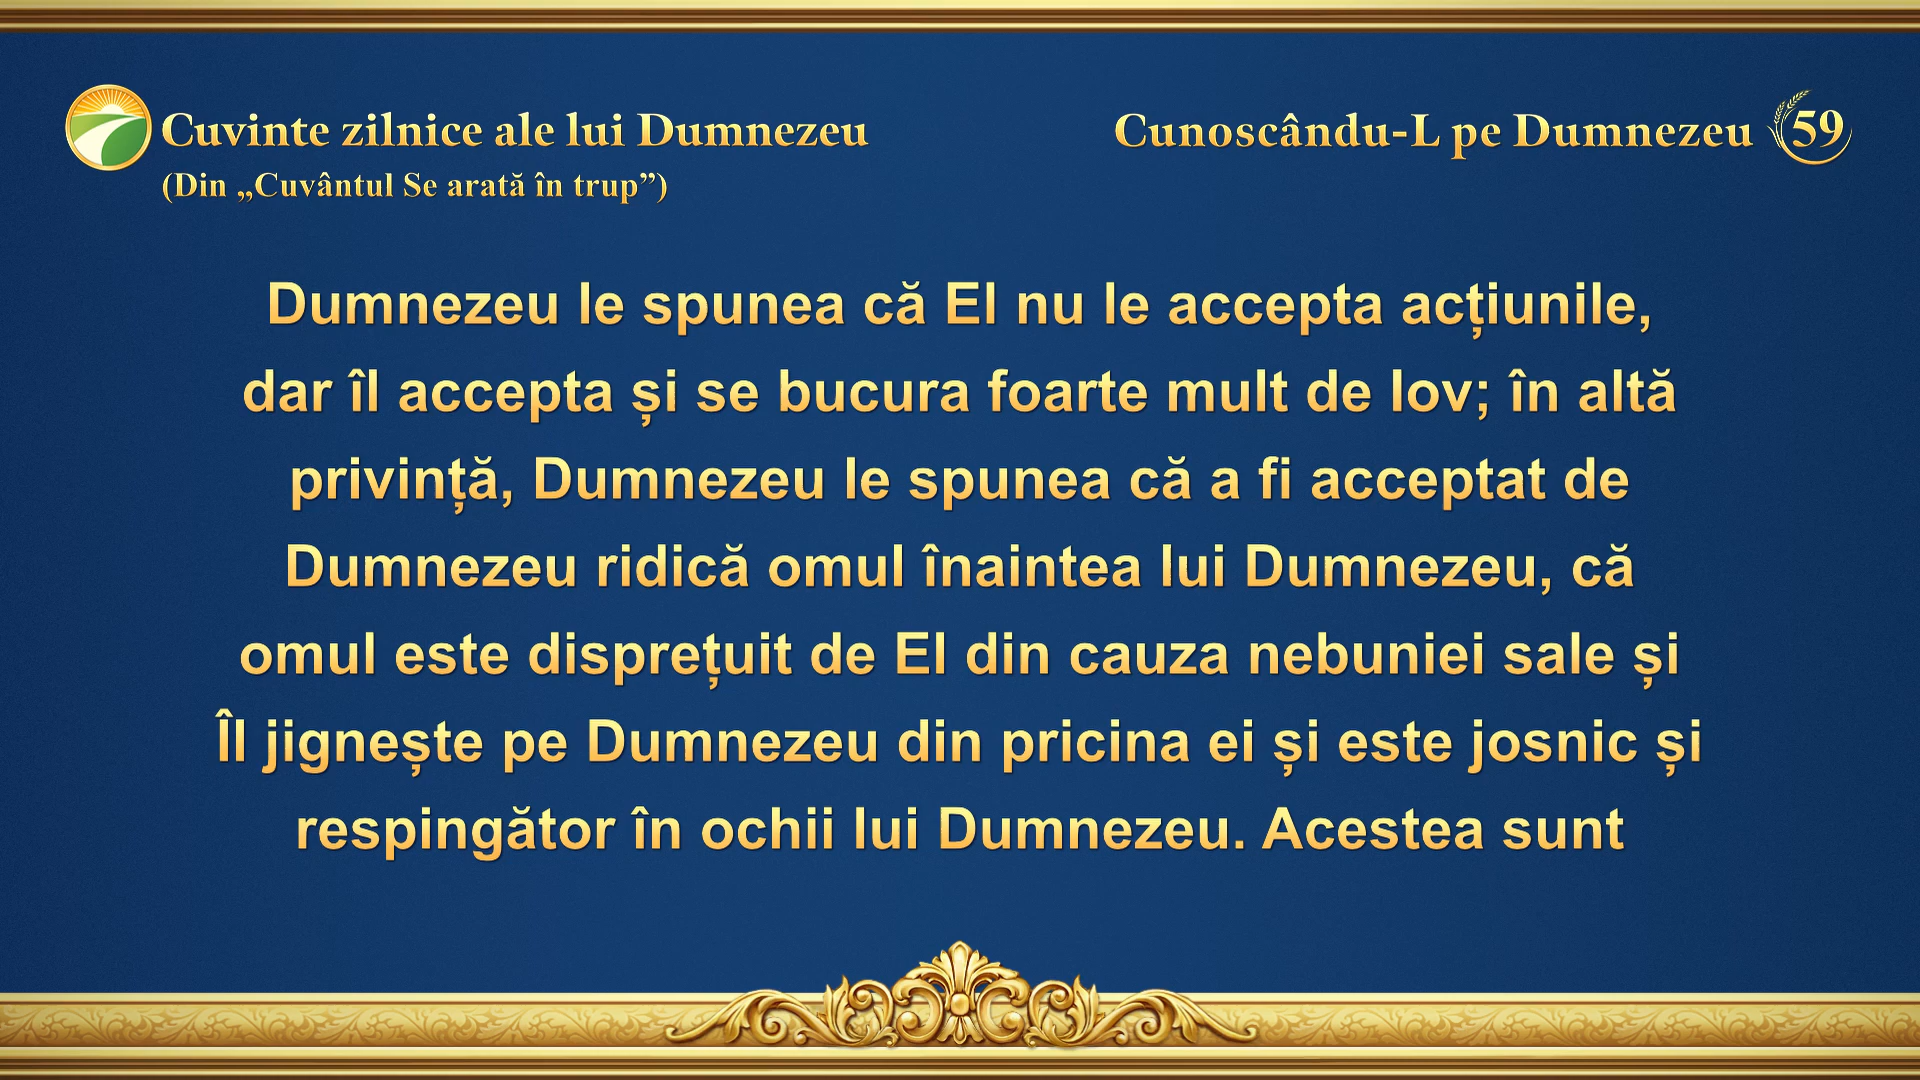 Cuvinte zilnice ale lui Dumnezeu
(Din „Cuvântul Se arată în trup”)
Cunoscându-L pe Dumnezeu 59
Dumnezeu le spunea că El nu le accepta acțiunile,
dar îl accepta și se bucura foarte mult de Iov; în altă
privință, Dumnezeu le spunea că a fi acceptat de
Dumnezeu ridică omul înaintea lui Dumnezeu, că
omul este disprețuit de El din cauza nebuniei sale și
Îl jignește pe Dumnezeu din pricina ei și este josnic și
respingător în ochii lui Dumnezeu. Acestea sunt